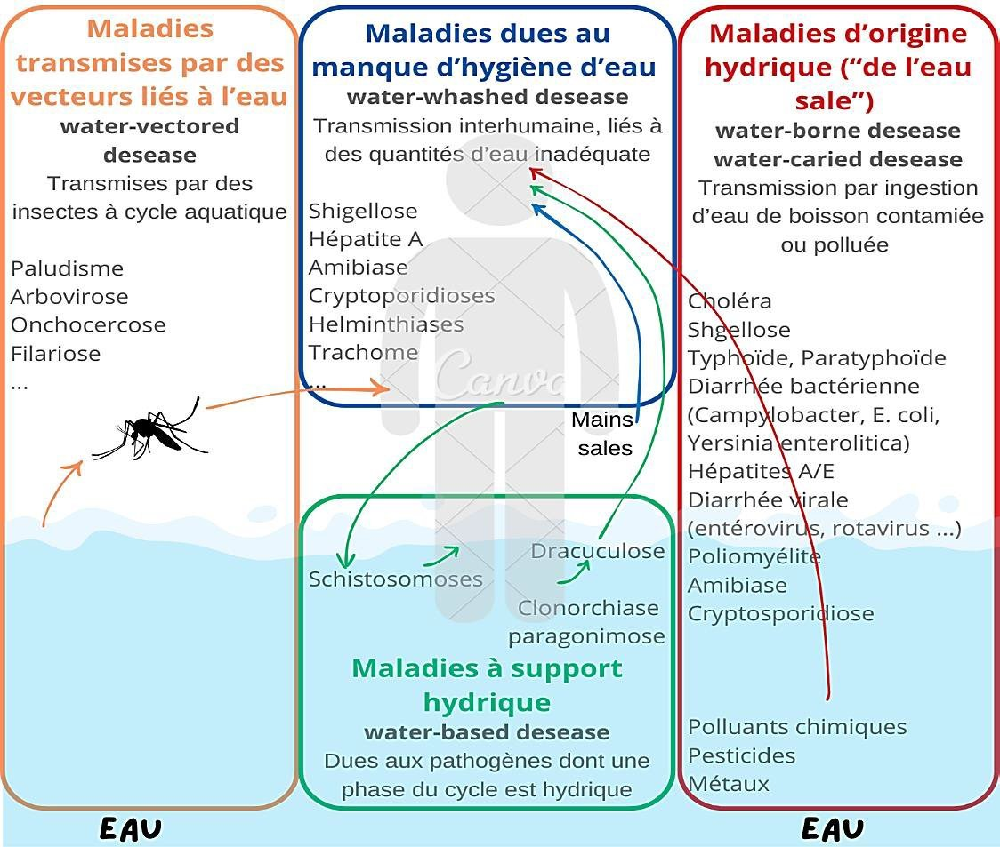 Maladies
transmises par des
vecteurs liés à l'eau
water-vectored
desease
Transmises par des
insectes à cycle aquatique
Paludisme
Arbovirose
Onchocercose
Filariose
...
Maladies dues au
manque d'hygiène d'eau
water-whashed desease
Transmission interhumaine, liés à
des quantités d'eau inadéquate
Shigellose
Hépatite A
Amibiase
Cryptoporidioses
Helminthiases
Trachome
...
Canva
Mains
sales
Dracuculose
Schistosomoses
Clonorchiase
paragonimose
Maladies à support
hydrique
water-based desease
Dues aux pathogènes dont une
phase du cycle est hydrique
Maladies d'origine
hydrique (“de l'eau
sale”)
water-borne desease
water-caried desease
Transmission par ingestion
d'eau de boisson contamiée
ou polluée
Choléra
Shgellose
Typhoïde, Paratyphoïde
Diarrhée bactérienne
(Campylobacter, E. coli,
Yersinia enterolitica)
Hépatites A/E
Diarrhée virale
(entérovirus, rotavirus ...)
Poliomyélite
Amibiase
Cryptosporidiose
Polluants chimiques
Pesticides
Métaux
EAU
EAU